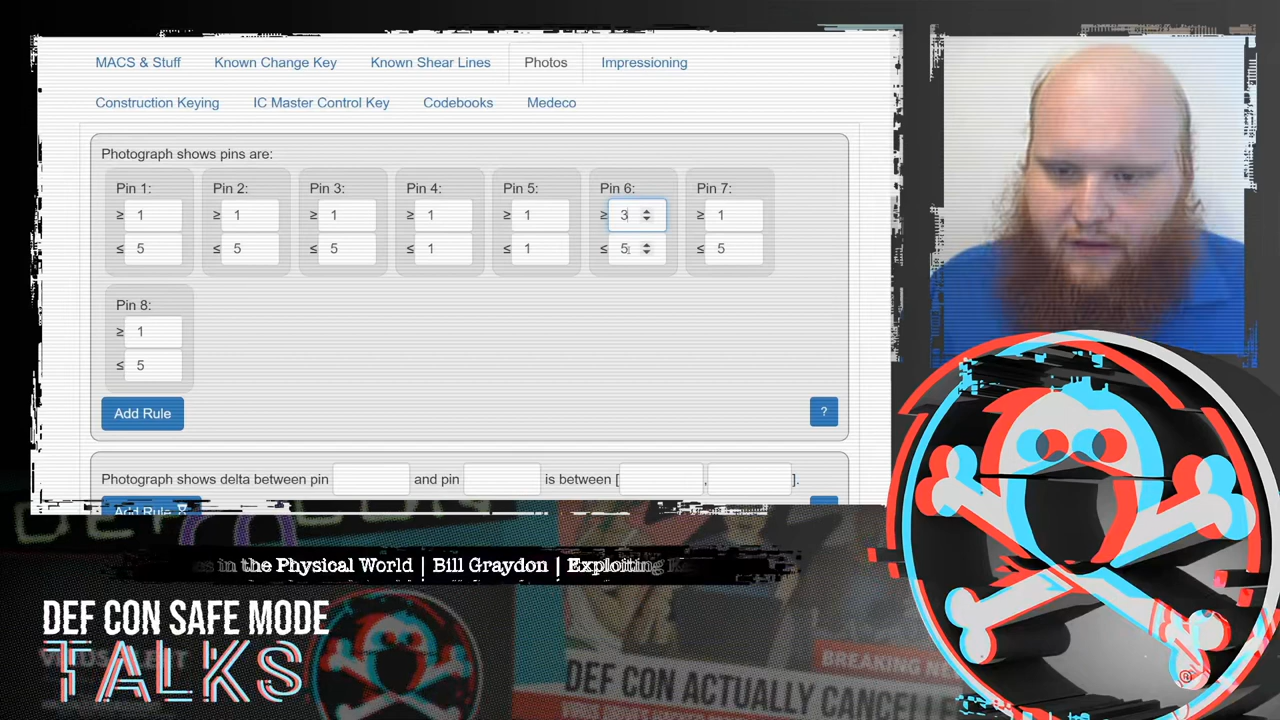 MACS & Stuff Known Change Key Known Shear Lines Photos Impressioning
Construction Keying IC Master Control Key Codebooks Medeco
Photograph shows pins are:
Pin 1: Pin 2: Pin 3: Pin 4: Pin 5: Pin 6: Pin 7:
≥ 1 ≥ 1 ≥ 1 ≥ 1 ≥ 1 ≥ 3 ≥ 1
≤ 5 ≤ 5 ≤ 5 ≤ 1 ≤ 1 ≤ 5 ≤ 5
Pin 8:
≥ 1
≤ 5
Add Rule ?
Photograph shows delta between pin and pin is between [ , ].
Add Rule
in the Physical World | Bill Graydon | Exploiting
DEF CON SAFE MODE
TALKS
BREAKING
DEF CON ACTUALLY CANCELLE
®